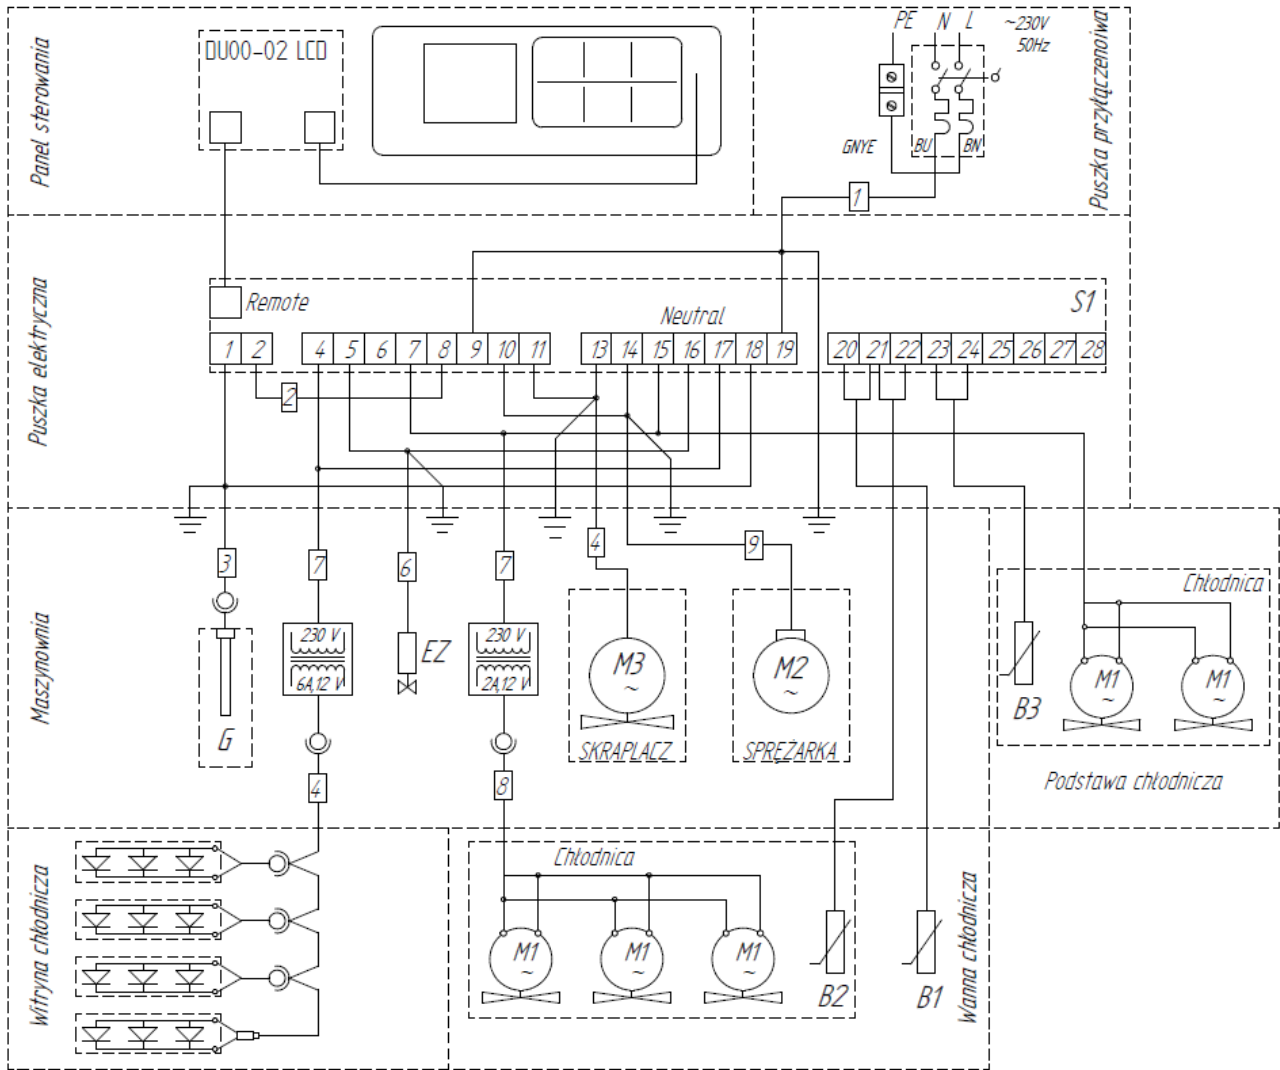 Panel sterowania
DU00-02 LCD
PE N L ~230V
50Hz
GNYE BU BN
Puszka przyłączenoiwa
1
Puszka elektryczna
Remote
Neutral
S1
1 2 4 5 6 7 8 9 10 11 13 14 15 16 17 18 19 20 21 22 23 24 25 26 27 28
2
Maszynownia
3 7 6 7 4 9
230 V
6A,12 V
EZ
230 V
2A,12 V
G
4
8
M3
~
SKRAPLACZ
M2
~
SPRĘŻARKA
Chłodnica
B3
M1
~
M1
~
Podstawa chłodnicza
Witryna chłodnicza
Chłodnica
M1
~
M1
~
M1
~
B2
B1
Wanna chłodnicza